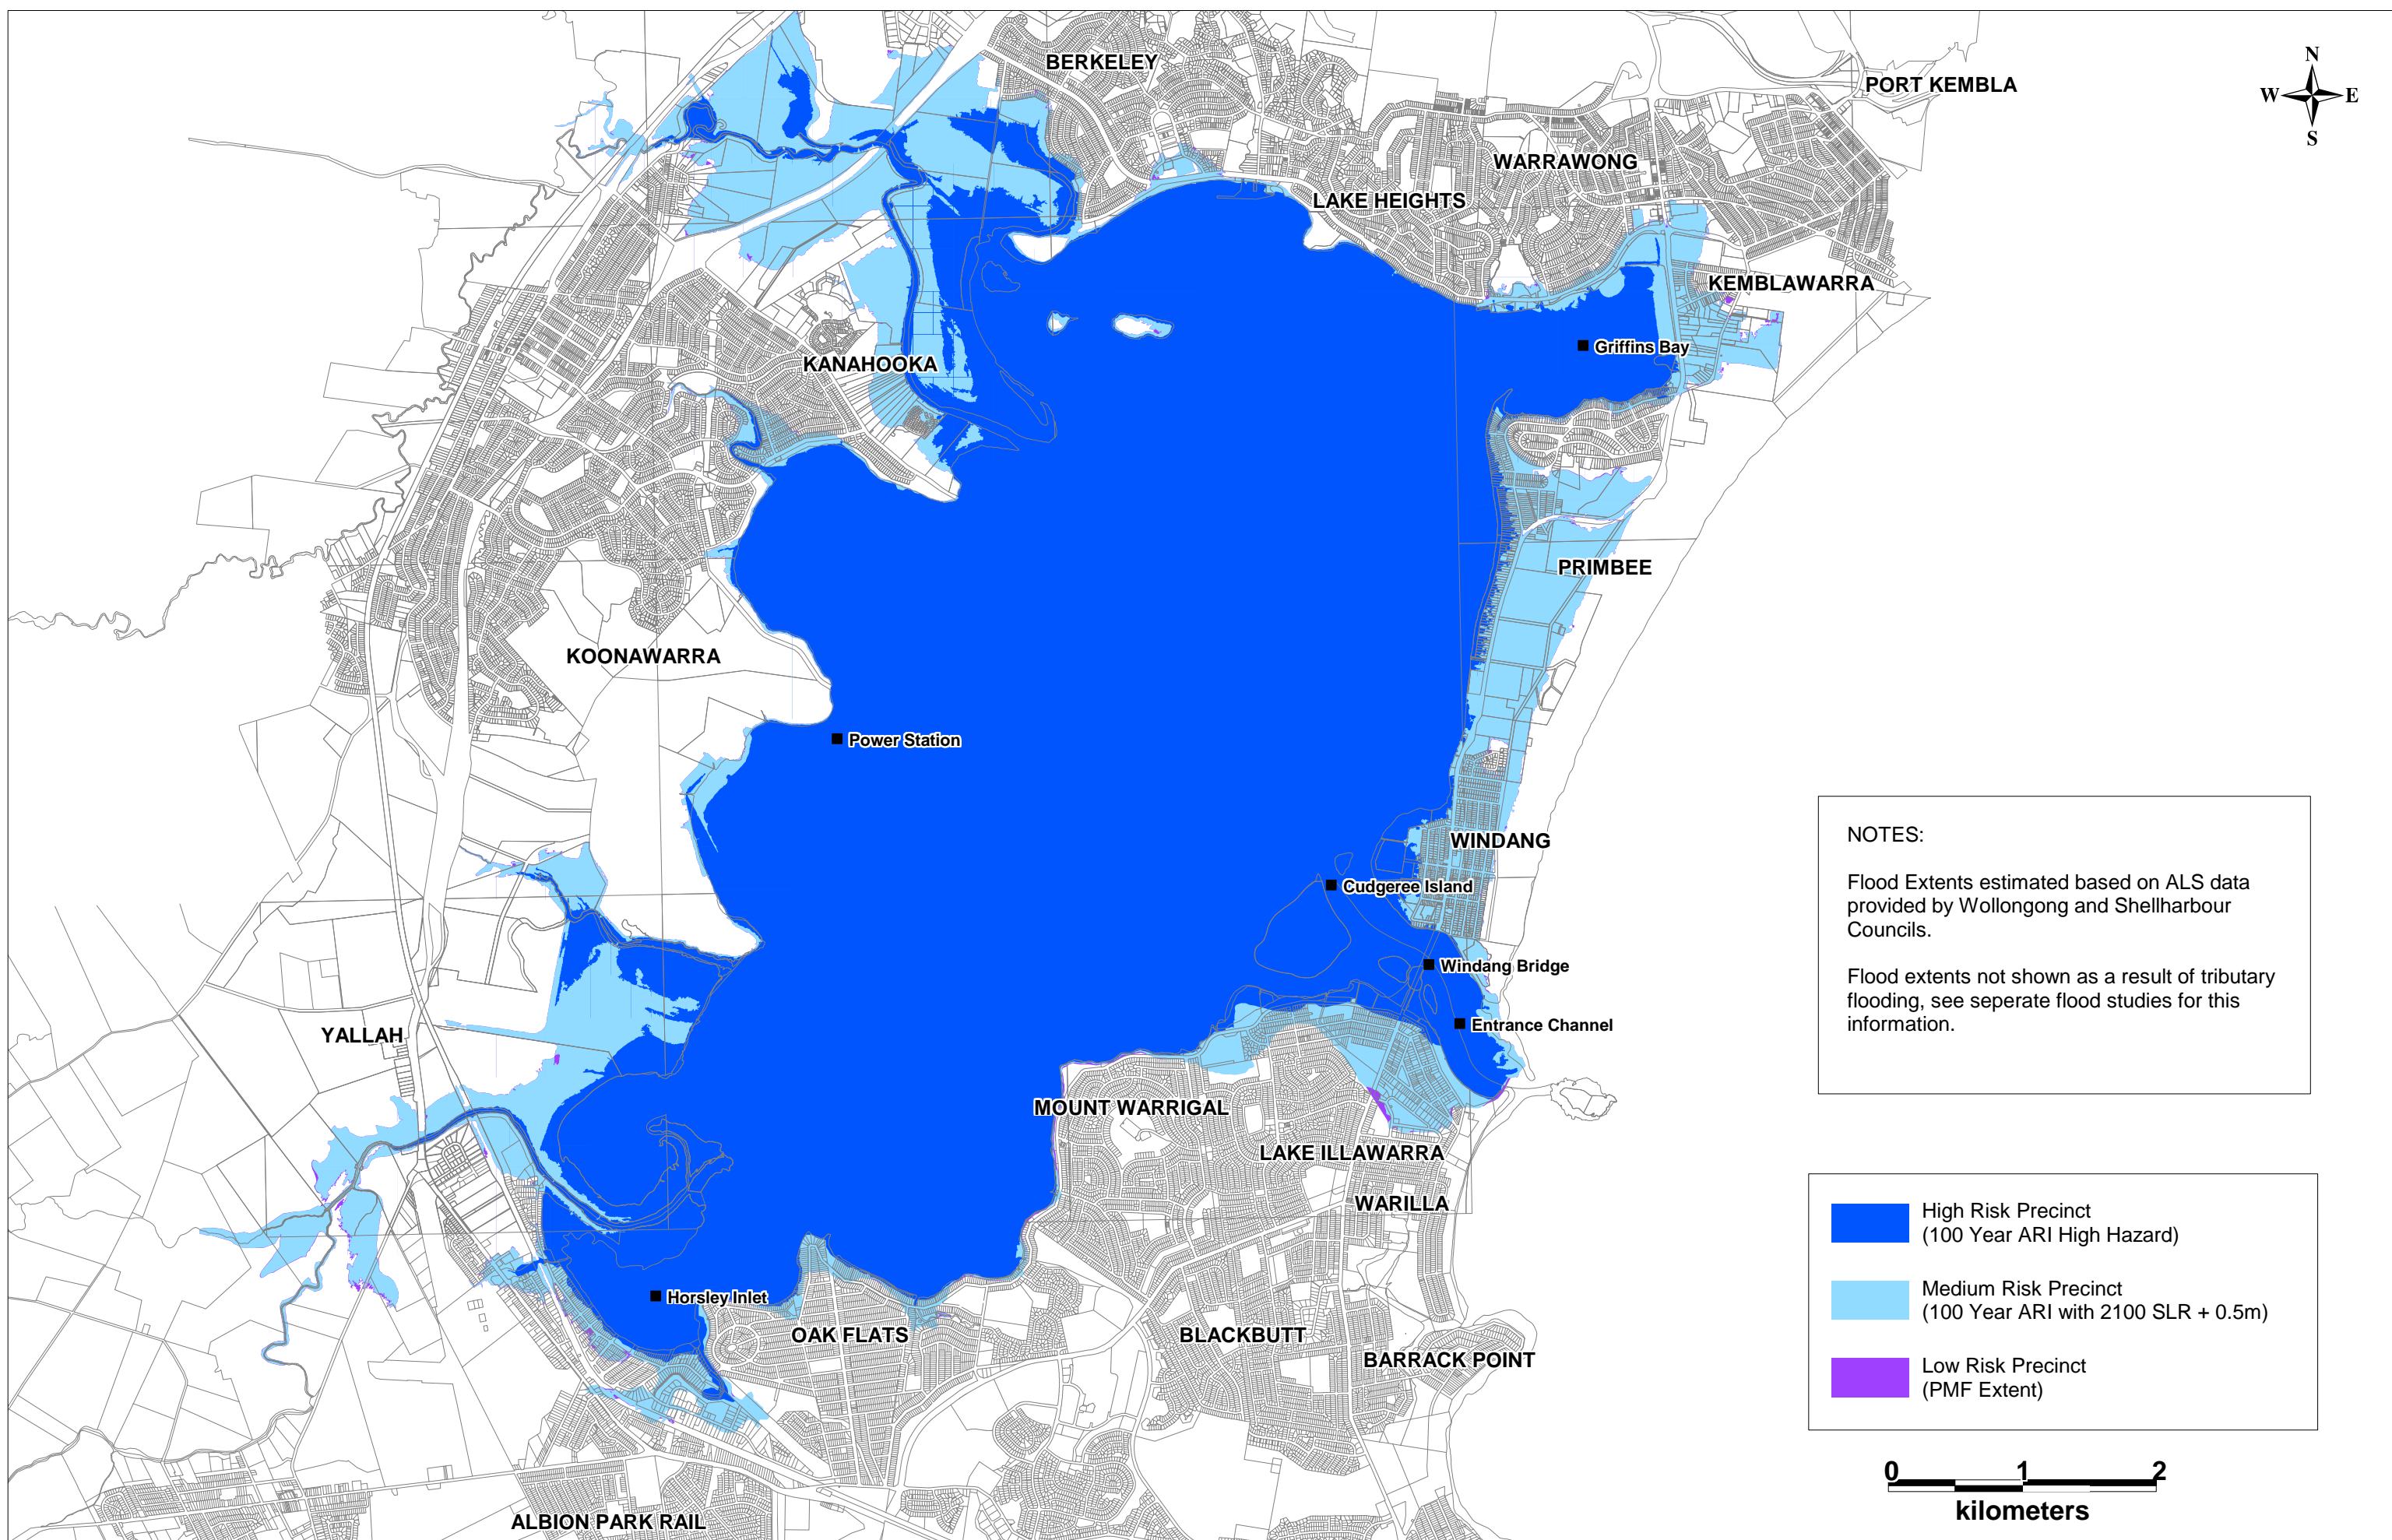 BERKELEY
N
PORT KEMBLA
W E
S
WARRAWONG
LAKE HEIGHTS
KEMBLAWARRA
Griffins Bay
KANAHOOKA
PRIMBEE
KOONAWARRA
Power Station
WINDANG
Cudgeree Island
Windang Bridge
Entrance Channel
YALLAH
MOUNT WARRIGAL
LAKE ILLAWARRA
WARILLA
Horsley Inlet
OAK FLATS
BLACKBUTT
BARRACK POINT
ALBION PARK RAIL
NOTES:
Flood Extents estimated based on ALS data
provided by Wollongong and Shellharbour
Councils.
Flood extents not shown as a result of tributary
flooding, see seperate flood studies for this
information.
High Risk Precinct
(100 Year ARI High Hazard)
Medium Risk Precinct
(100 Year ARI with 2100 SLR + 0.5m)
Low Risk Precinct
(PMF Extent)
0 1 2
kilometers